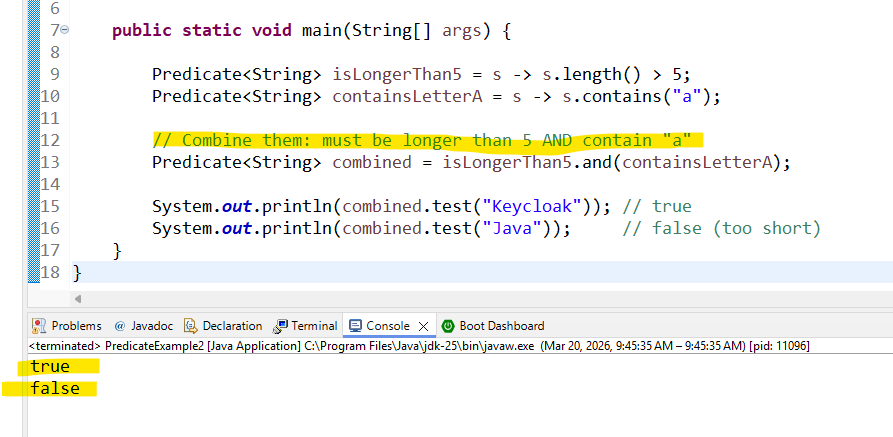 6
7 public static void main(String[] args) {
8
9 Predicate<String> isLongerThan5 = s -> s.length() > 5;
10 Predicate<String> containsLetterA = s -> s.contains("a");
11
12 // Combine them: must be longer than 5 AND contain "a"
13 Predicate<String> combined = isLongerThan5.and(containsLetterA);
14
15 System.out.println(combined.test("Keycloak")); // true
16 System.out.println(combined.test("Java")); // false (too short)
17 }
18 }
Problems @ Javadoc Declaration Terminal Console Boot Dashboard
<terminated> PredicateExample2 [Java Application] C:\Program Files\Java\jdk-25\bin\javaw.exe (Mar 20, 2026, 9:45:35 AM – 9:45:35 AM) [pid: 11096]
true
false